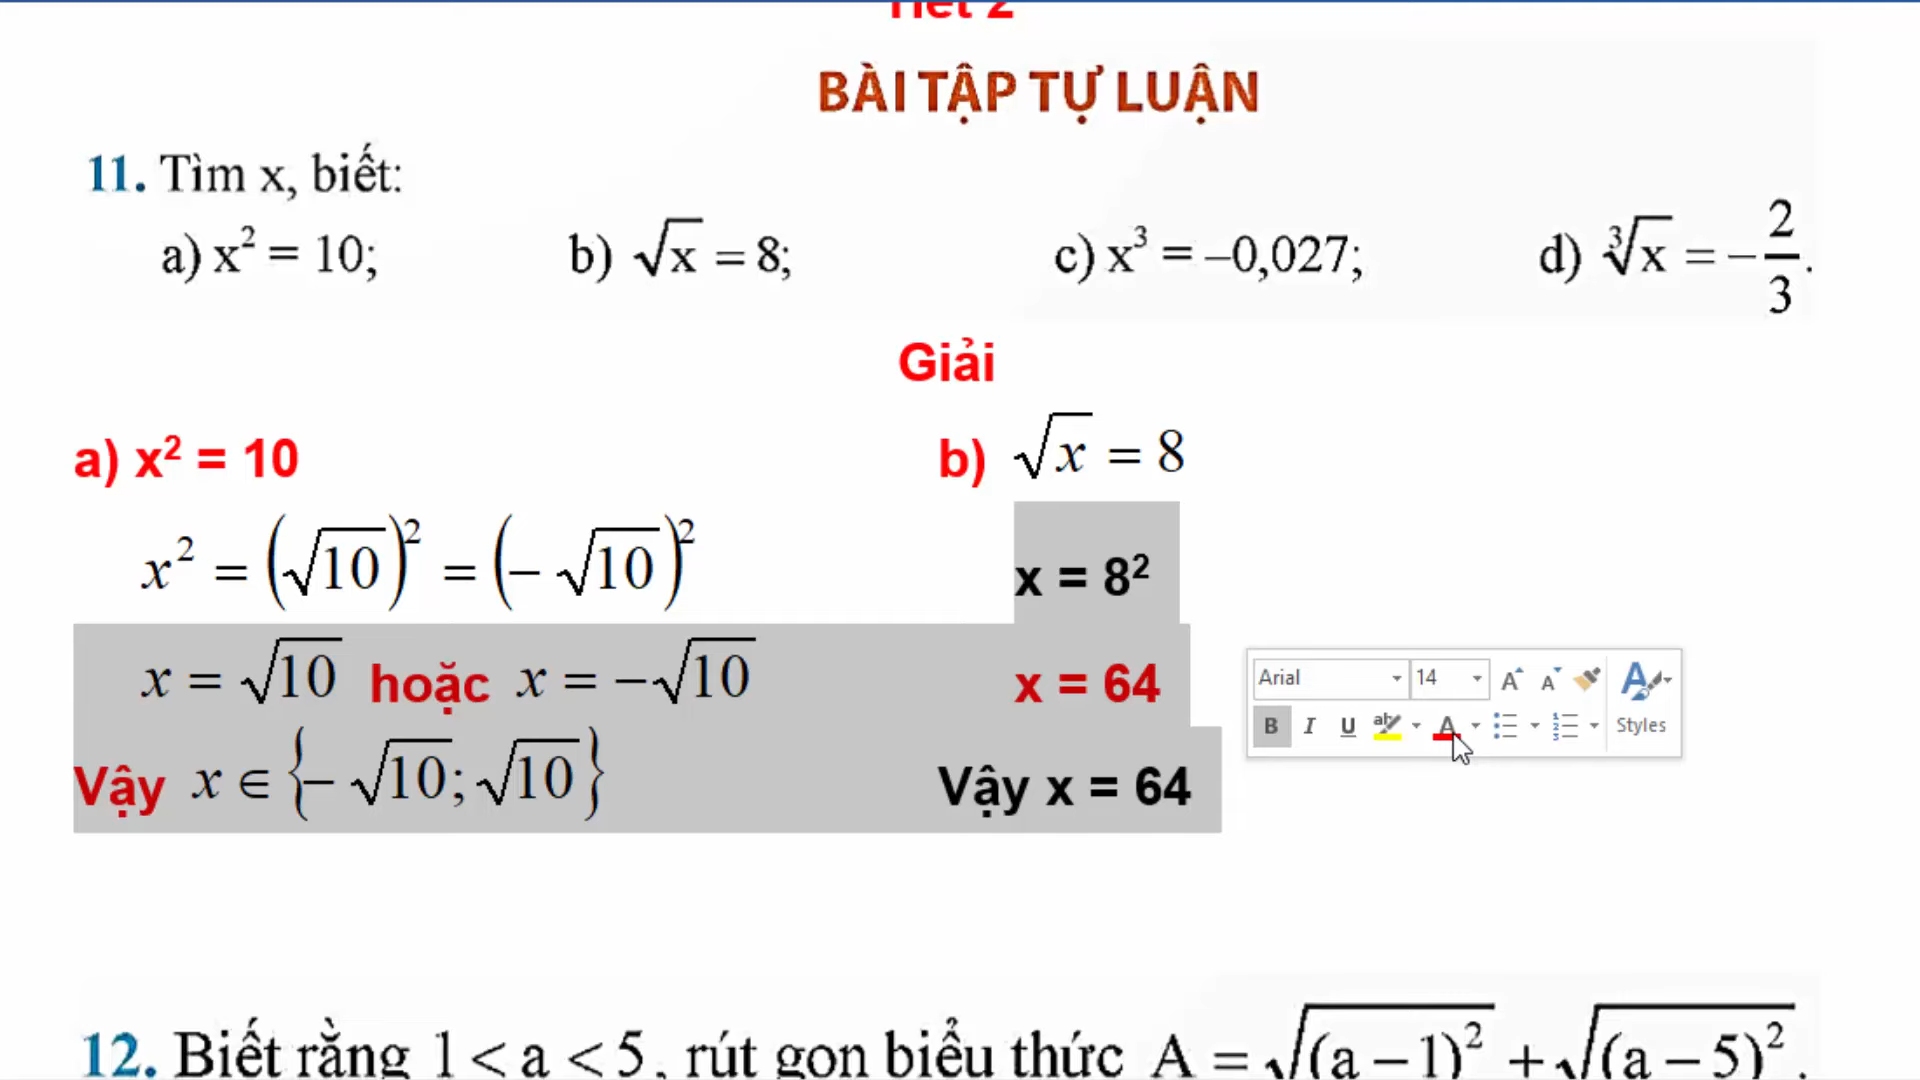 Tiết 2
BÀI TẬP TỰ LUẬN
11. Tìm x, biết:
a) x² = 10; b) √x = 8; c) x³ = –0,027; d) ∛x = –2/3.
Giải
a) x² = 10 b) √x = 8
x² = (√10)² = (–√10)² x = 8²
x = √10 hoặc x = –√10 x = 64
Vậy x ∈ {–√10; √10} Vậy x = 64
Arial 14
B I U Styles
12. Biết rằng 1 < a < 5, rút gọn biểu thức A = √(a – 1)² + √(a – 5)².